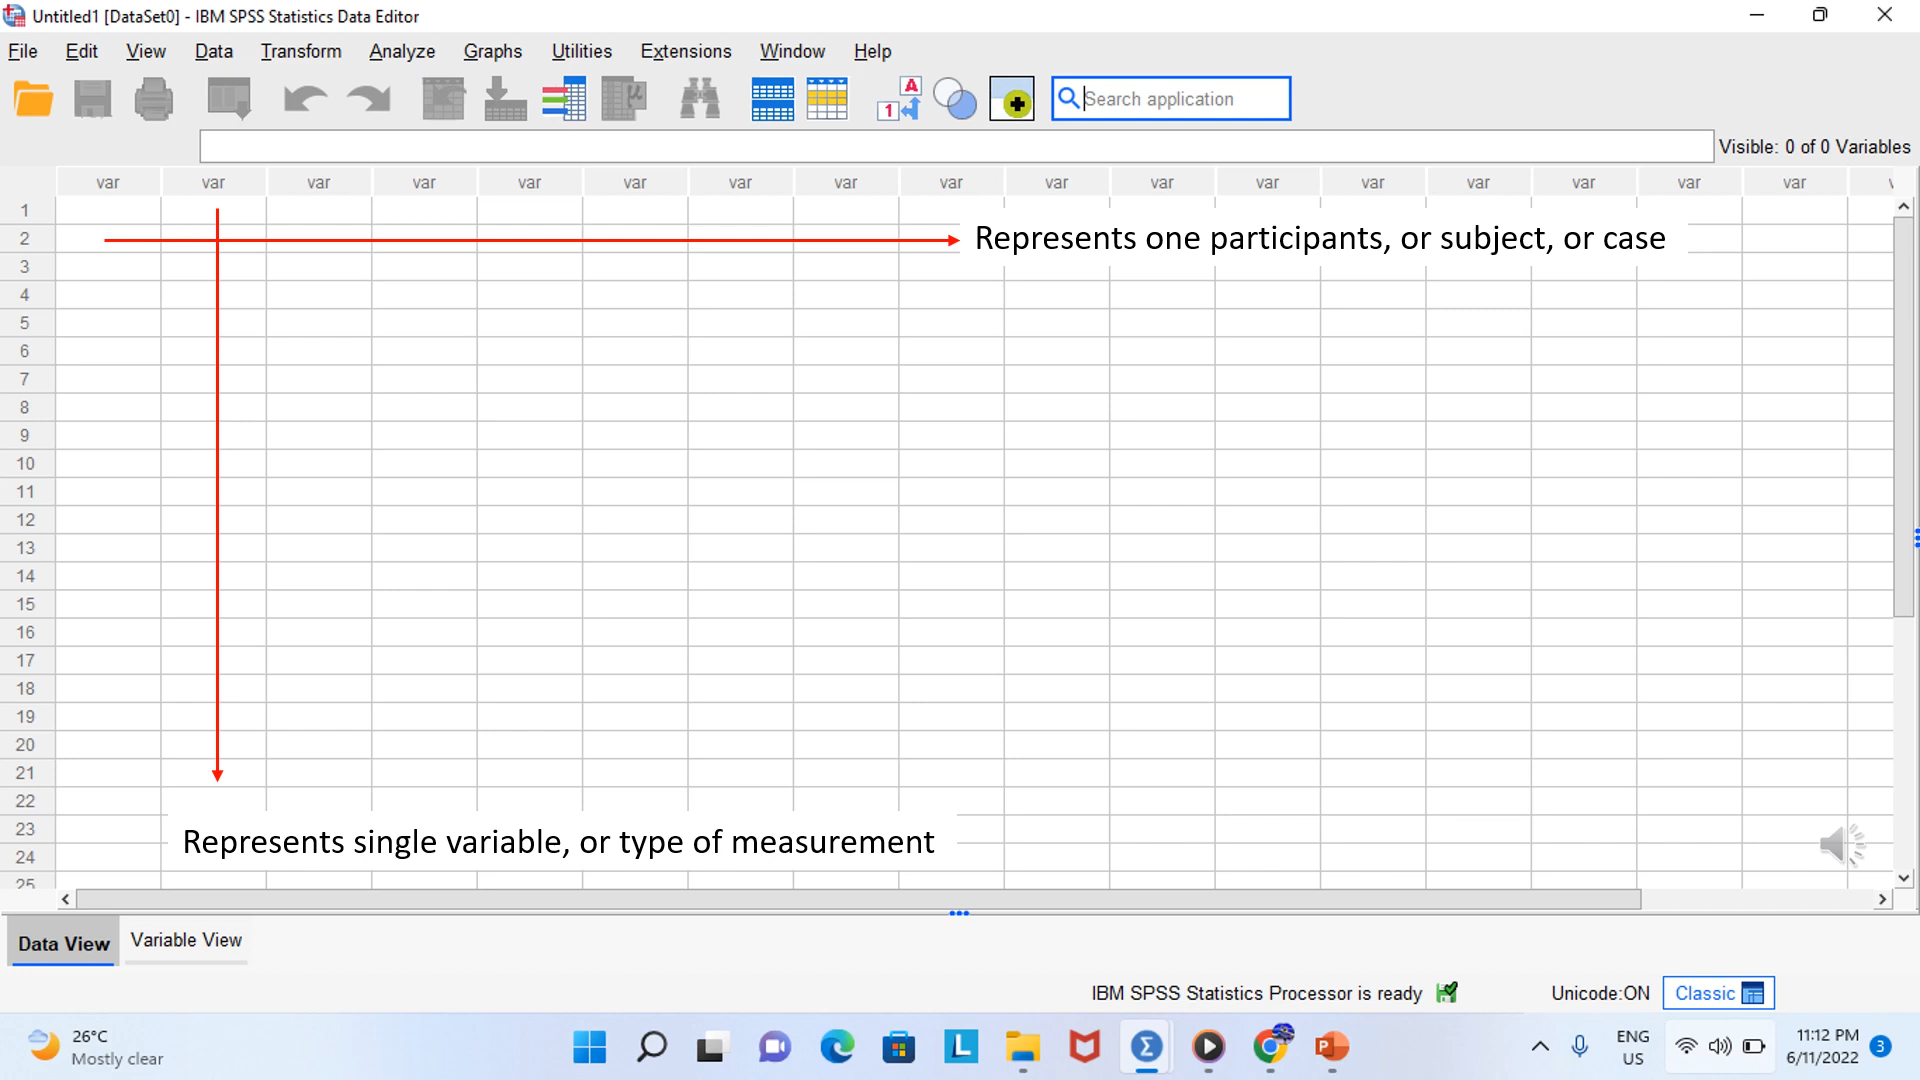 Untitled1 [DataSet0] - IBM SPSS Statistics Data Editor
File Edit View Data Transform Analyze Graphs Utilities Extensions Window Help
A
1
Search application
Visible: 0 of 0 Variables
var var var var var var var var var var var var var var var var var
1
2
Represents one participants, or subject, or case
3
4
5
6
7
8
9
10
11
12
13
14
15
16
17
18
19
20
21
22
23
Represents single variable, or type of measurement
24
25
Data View Variable View
IBM SPSS Statistics Processor is ready Unicode:ON Classic
26°C
Mostly clear
ENG
US
11:12 PM
6/11/2022
3